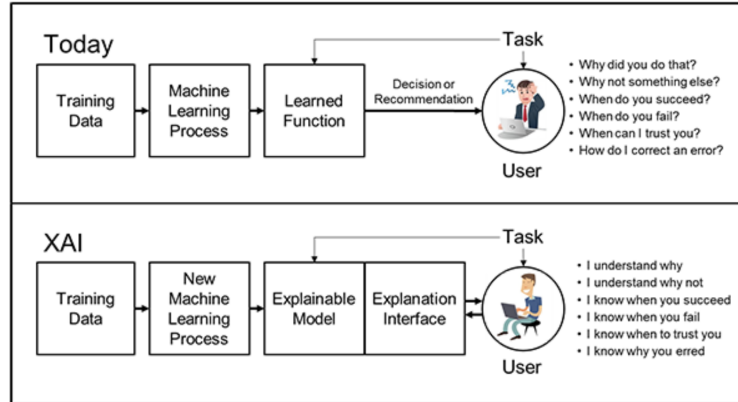 Today
Task
Training
Data
Machine
Learning
Process
Learned
Function
Decision or
Recommendation
User
• Why did you do that?
• Why not something else?
• When do you succeed?
• When do you fail?
• When can I trust you?
• How do I correct an error?
XAI
Task
Training
Data
New
Machine
Learning
Process
Explainable
Model
Explanation
Interface
User
• I understand why
• I understand why not
• I know when you succeed
• I know when you fail
• I know when to trust you
• I know why you erred